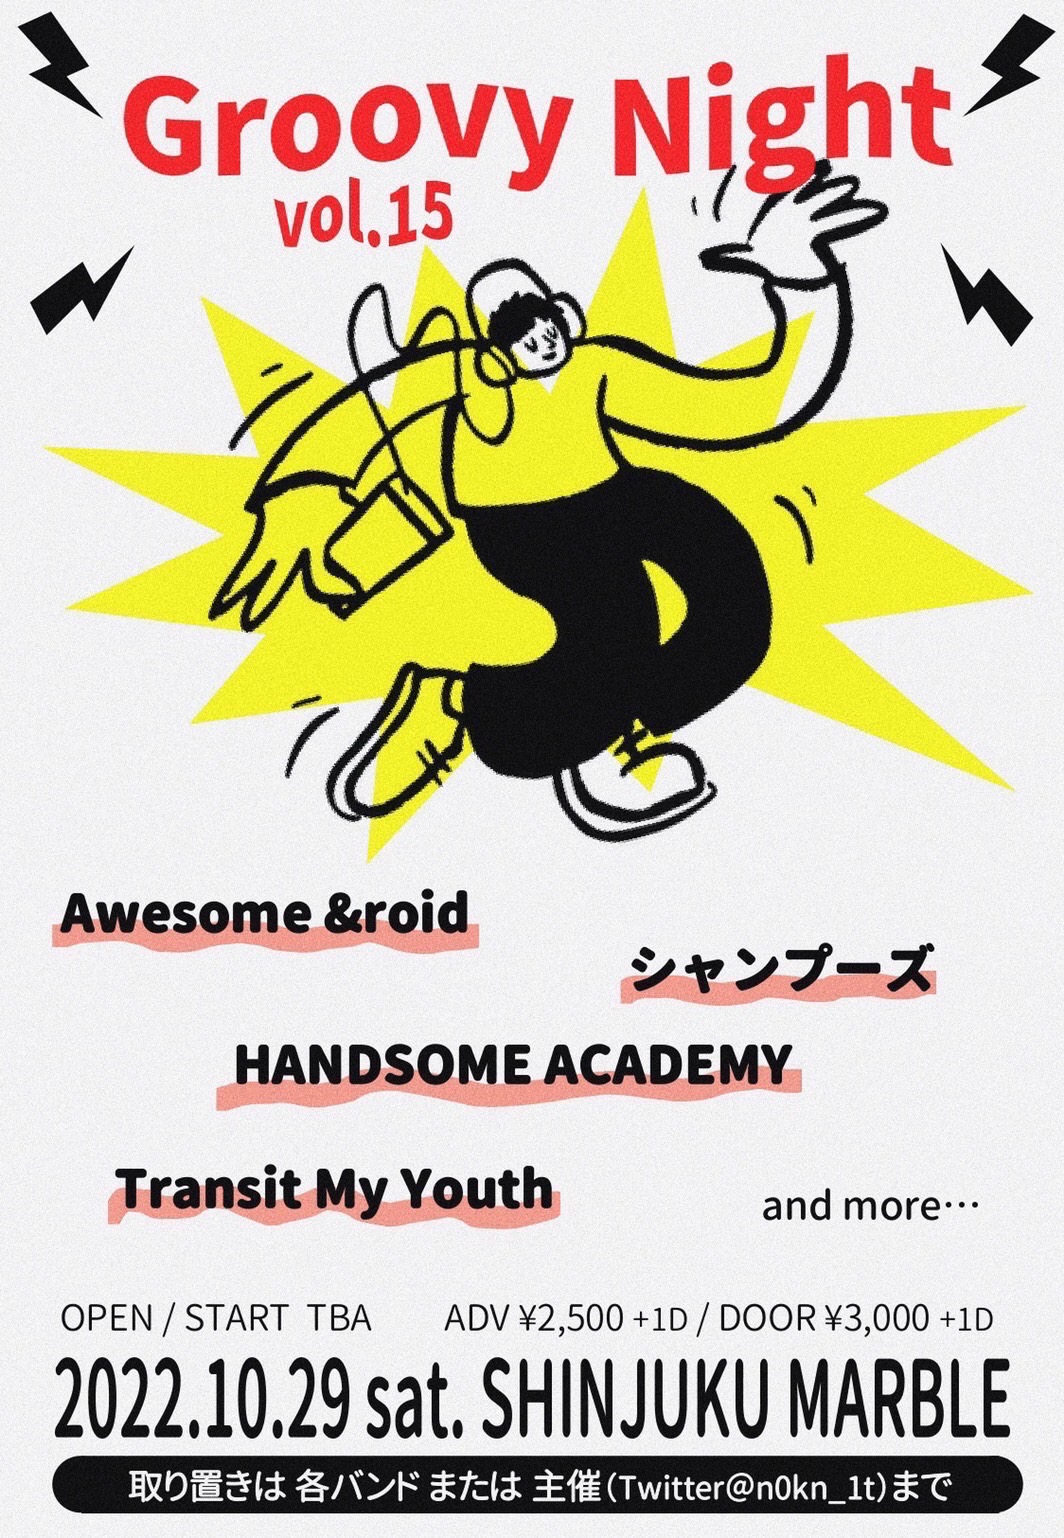 Groovy Night
vol.15
Awesome &roid
シャンプーズ
HANDSOME ACADEMY
Transit My Youth
and more…
OPEN / START TBA ADV ¥2,500 +1D / DOOR ¥3,000 +1D
2022.10.29 sat. SHINJUKU MARBLE
取り置きは 各バンド または 主催(Twitter@n0kn_1t)まで